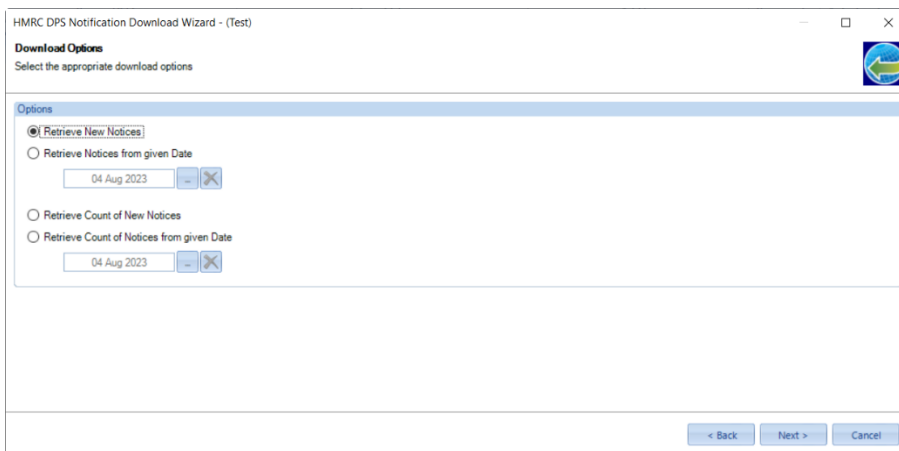 HMRC DPS Notification Download Wizard - (Test)
Download Options
Select the appropriate download options
Options
Retrieve New Notices
Retrieve Notices from given Date
04 Aug 2023 ...
Retrieve Count of New Notices
Retrieve Count of Notices from given Date
04 Aug 2023 ...
< Back Next > Cancel